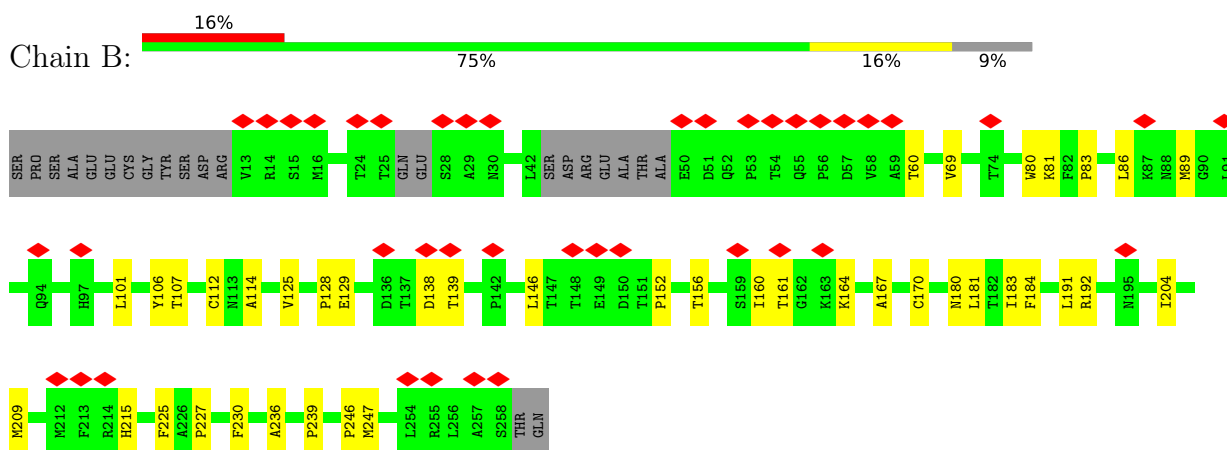 16%
Chain B:
75% 16% 9%
SER PRO SER ALA GLU GLU CYS GLY TYR SER ASP ARG V13 R14 S15 M16 T24 T25 GLN GLU S28 A29 N30 L42 SER ASP ARG GLU ALA THR ALA E50 D51 Q52 P53 T54 Q55 P56 D57 V58 A59 T60 V69 T74 W80 K81 F82 P83 L86 K87 N88 M89 G90 L91
Q94 H97 L101 Y106 T107 C112 N113 A114 V125 P128 E129 D136 T137 D138 T139 P142 L146 T147 T148 E149 D150 T151 P152 T156 S159 I160 T161 G162 K163 K164 A167 C170 N180 L181 T182 I183 F184 L191 R192 N195 I204
M209 M212 F213 R214 H215 F225 A226 P227 F230 A236 P239 P246 M247 L254 R255 L256 A257 S258 THR GLN